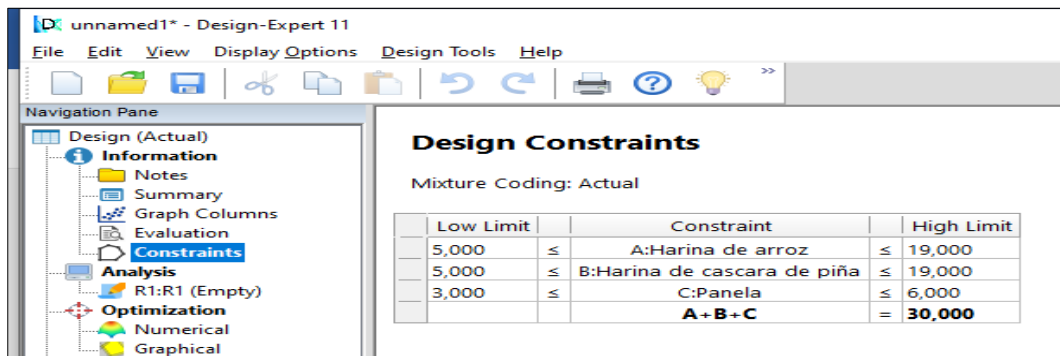 unnamed1* - Design-Expert 11
File Edit View Display Options Design Tools Help
»
Navigation Pane
Design (Actual)
Information
Notes
Summary
Graph Columns
Evaluation
Constraints
Analysis
R1:R1 (Empty)
Optimization
Numerical
Graphical
Design Constraints
Mixture Coding: Actual
Low Limit Constraint High Limit
5,000 ≤ A:Harina de arroz ≤ 19,000
5,000 ≤ B:Harina de cascara de piña ≤ 19,000
3,000 ≤ C:Panela ≤ 6,000
A+B+C = 30,000